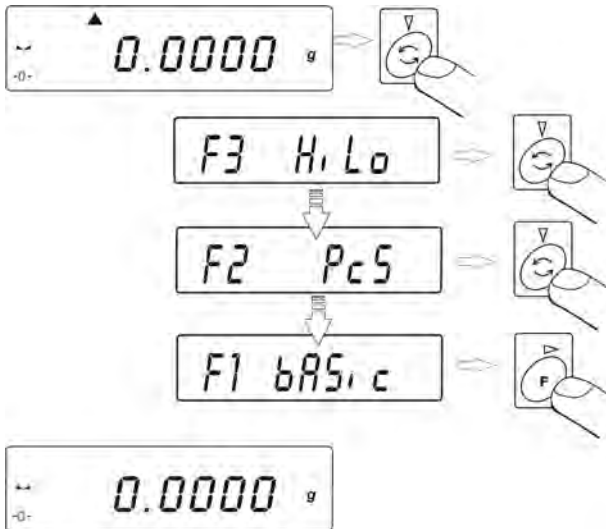 0.0000 g
-0-
F3 HiLo
F2 PcS
F1 bASic
F
0.0000 g
-0-